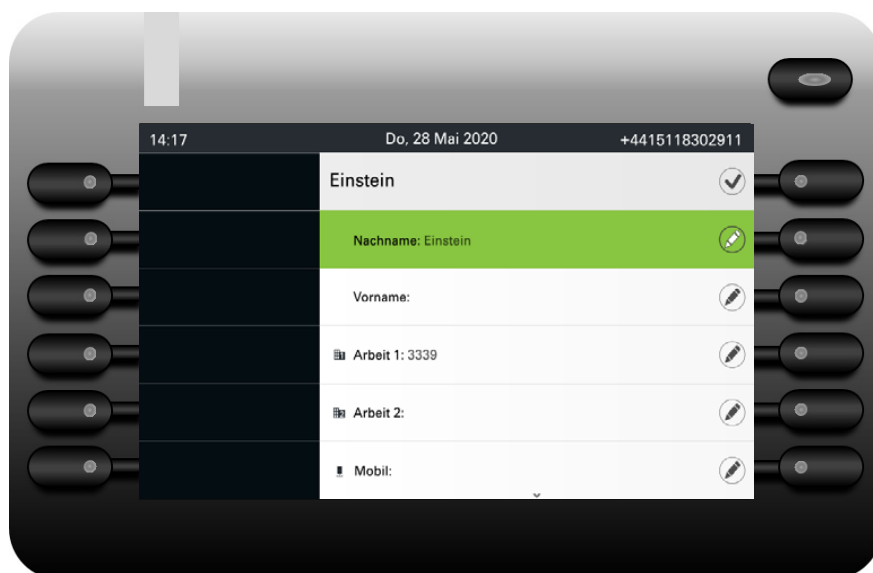 14:17 Do, 28 Mai 2020 +4415118302911
Einstein
Nachname: Einstein
Vorname:
Arbeit 1: 3339
Arbeit 2:
Mobil: